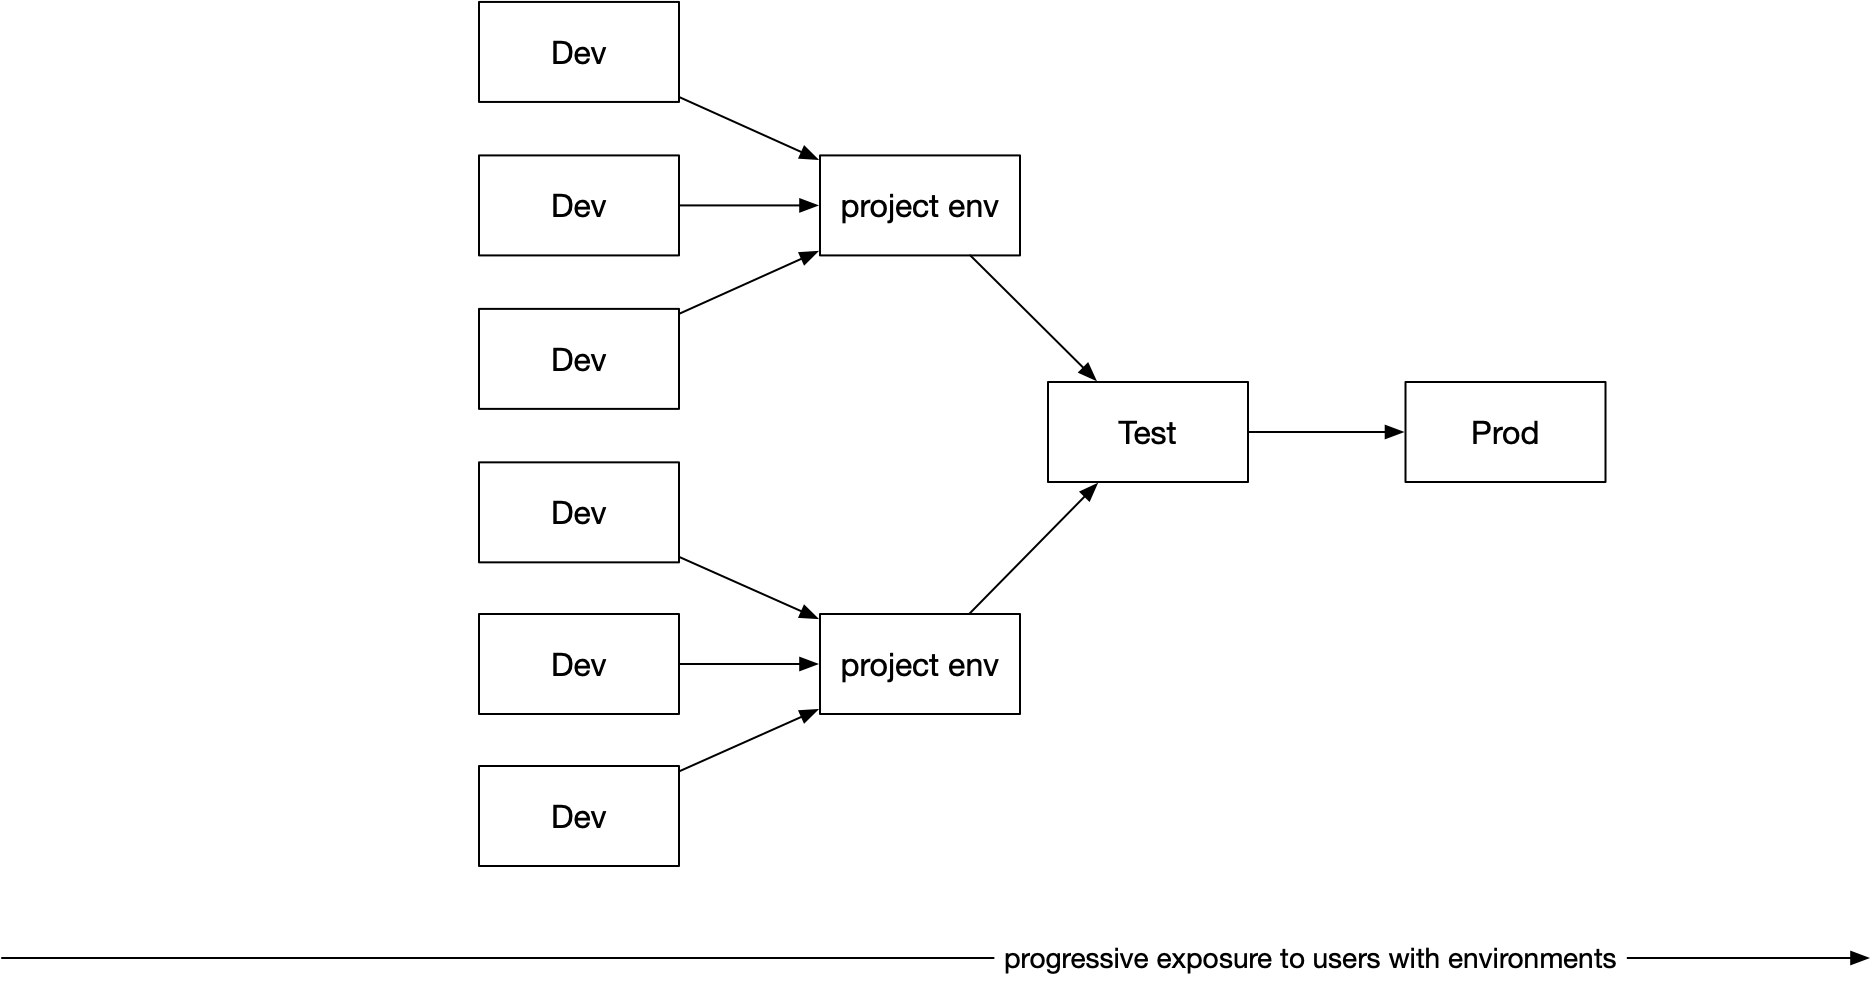 Dev
Dev
project env
Dev
Test
Prod
Dev
Dev
project env
Dev
progressive exposure to users with environments